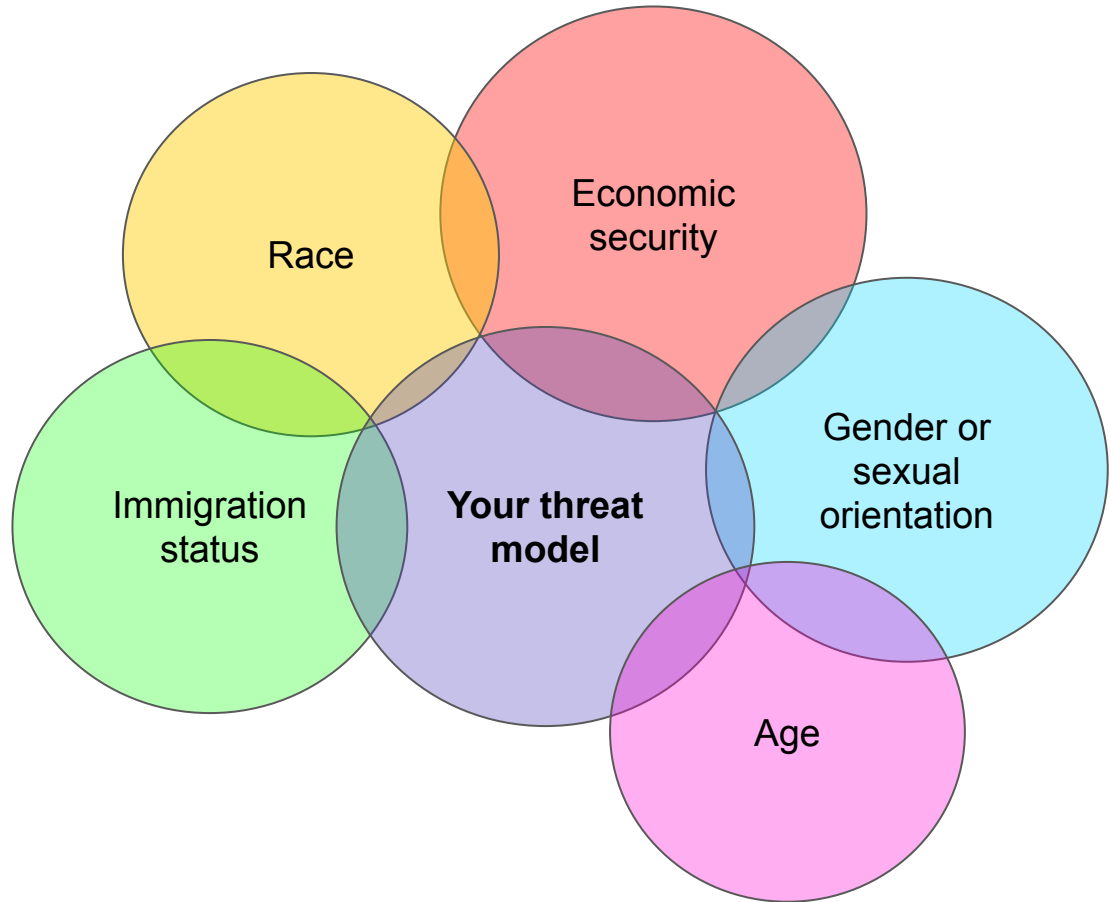 Economic
security
Race
Gender or
sexual
orientation
Immigration
status
Your threat
model
Age